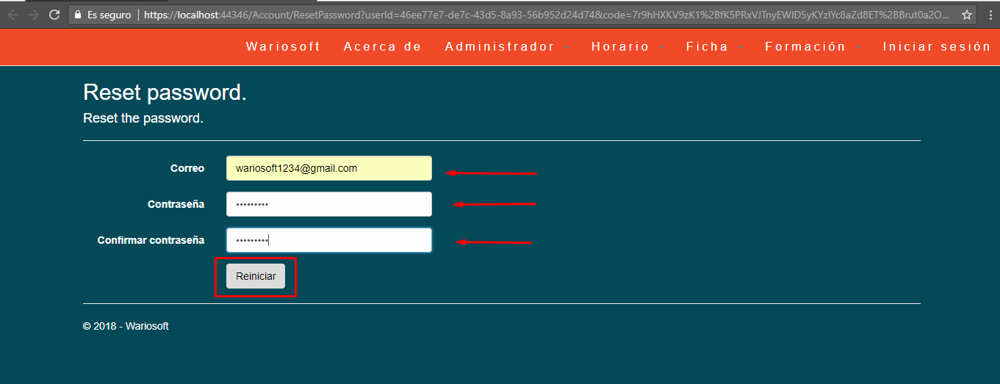 Es seguro | https://localhost:44346/Account/ResetPassword?userId=46ee77e7-de7c-43d5-8a93-56b952d24d74&code=7r9hHXKV9zK1%2BfK5PRxVJTnyEWlD5yKYzlYc8aZd8ET%2BBrut0a2O...
Wariosoft Acerca de Administrador Horario Ficha Formación Iniciar sesión
Reset password.
Reset the password.
Correo wariosoft1234@gmail.com
Contraseña •••••••••
Confirmar contraseña •••••••••
Reiniciar
© 2018 - Wariosoft